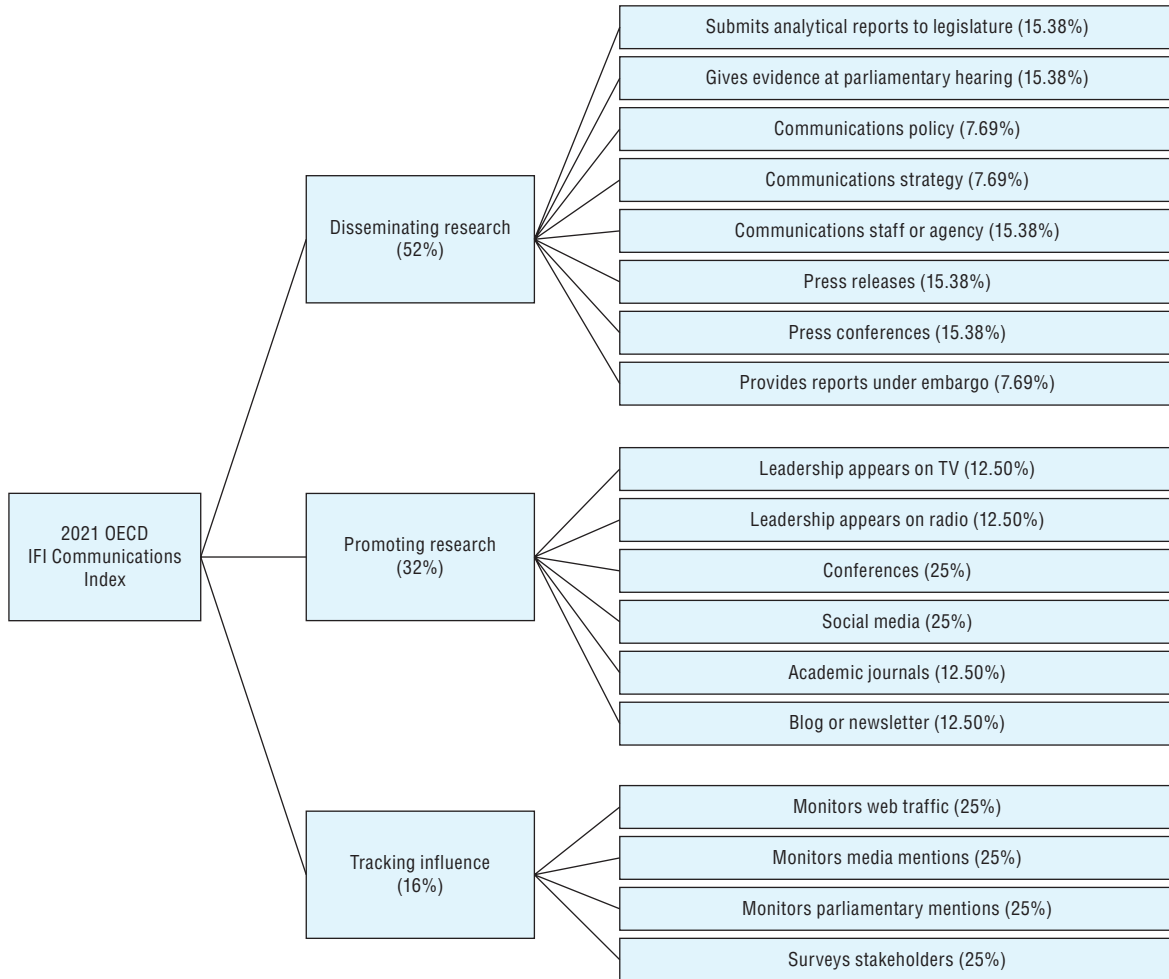 Submits analytical reports to legislature (15.38%)
Gives evidence at parliamentary hearing (15.38%)
Communications policy (7.69%)
Communications strategy (7.69%)
Disseminating research
(52%)
Communications staff or agency (15.38%)
Press releases (15.38%)
Press conferences (15.38%)
Provides reports under embargo (7.69%)
Leadership appears on TV (12.50%)
Leadership appears on radio (12.50%)
2021 OECD
IFI Communications
Index
Promoting research
(32%)
Conferences (25%)
Social media (25%)
Academic journals (12.50%)
Blog or newsletter (12.50%)
Monitors web traffic (25%)
Tracking influence
(16%)
Monitors media mentions (25%)
Monitors parliamentary mentions (25%)
Surveys stakeholders (25%)